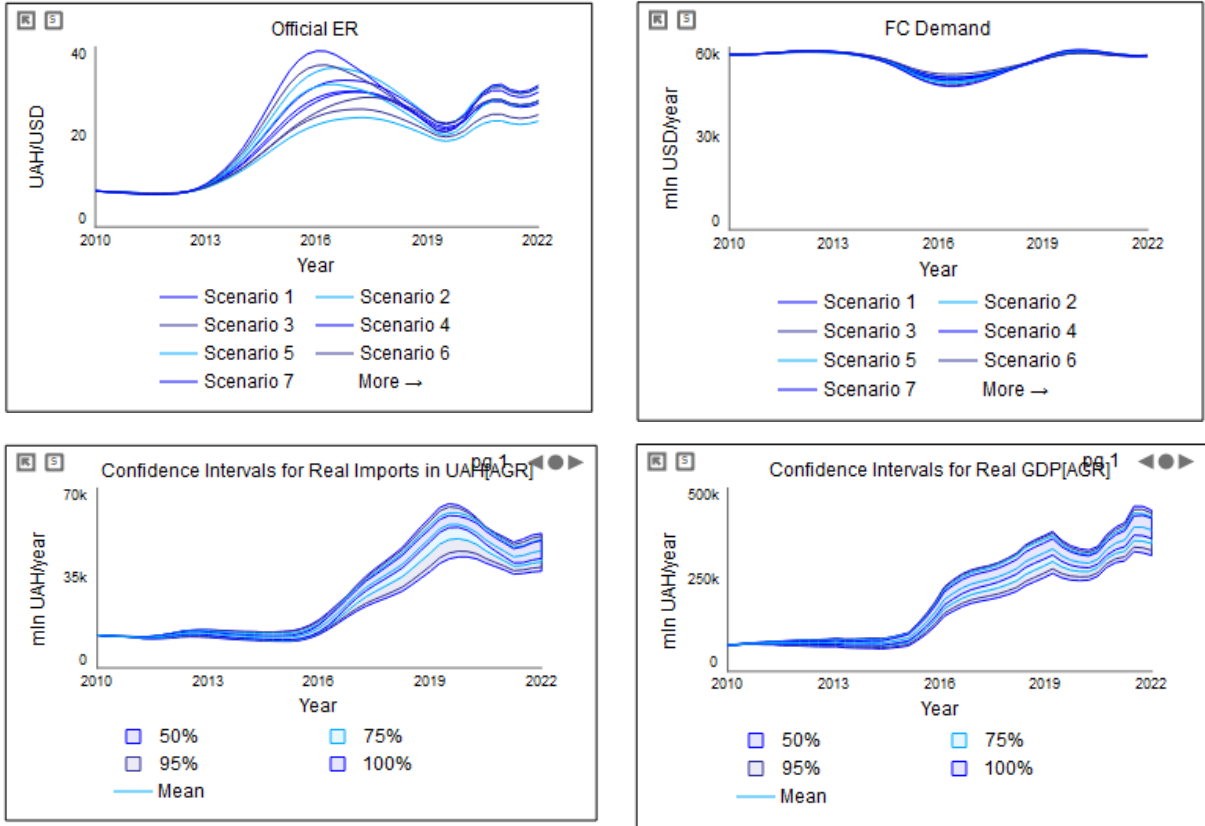 S
Official ER
UAH/USD
40
20
0
2010 2013 2016 2019 2022
Year
Scenario 1 Scenario 2
Scenario 3 Scenario 4
Scenario 5 Scenario 6
Scenario 7 More →
S
FC Demand
mln USD/year
60k
30k
0
2010 2013 2016 2019 2022
Year
Scenario 1 Scenario 2
Scenario 3 Scenario 4
Scenario 5 Scenario 6
Scenario 7 More →
S
pg 1
Confidence Intervals for Real Imports in UAH[AGR]
mln UAH/year
70k
35k
0
2010 2013 2016 2019 2022
Year
50% 75%
95% 100%
Mean
S
pg 1
Confidence Intervals for Real GDP[AGR]
mln UAH/year
500k
250k
0
2010 2013 2016 2019 2022
Year
50% 75%
95% 100%
Mean